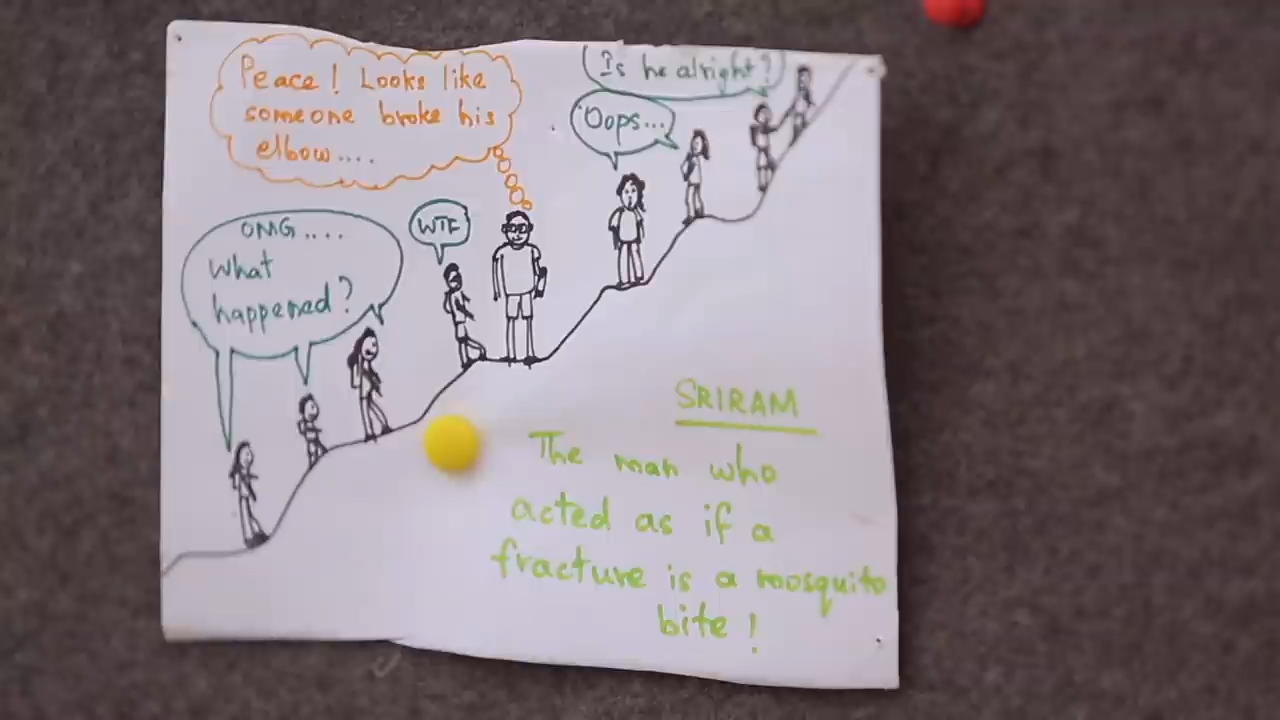 Peace! Looks like
someone broke his
elbow....
Is he alright?
Oops...
WTF
OMG....
What
happened?
SRIRAM
The man who
acted as if a
fracture is a mosquito
bite!